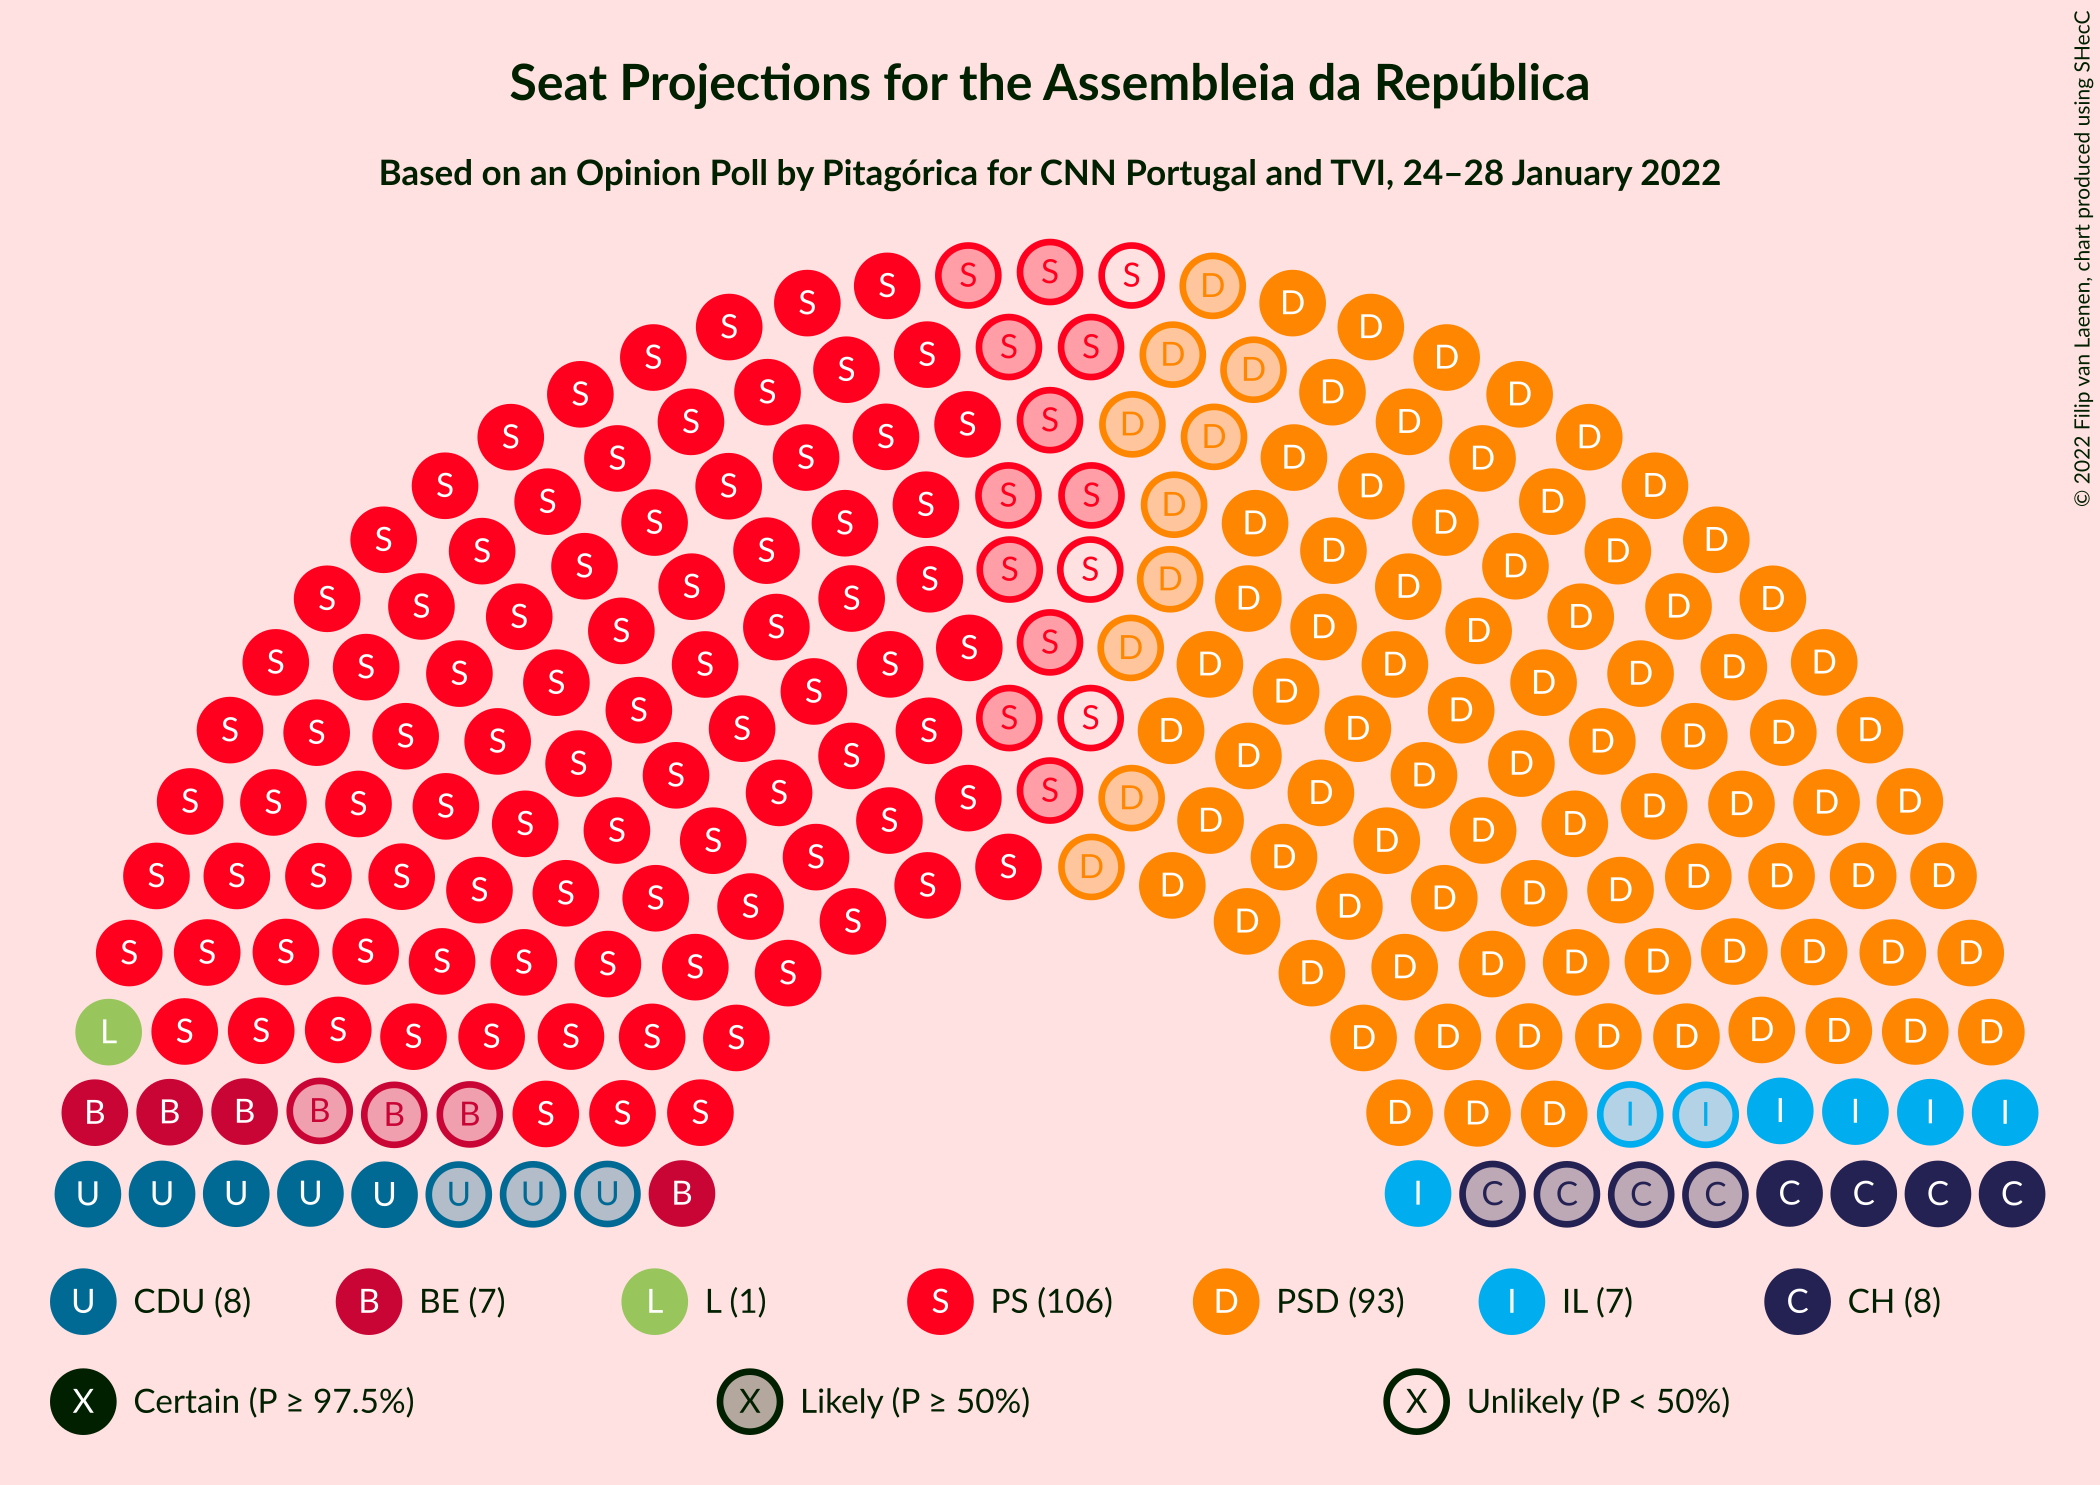 Seat Projections for the Assembleia da República
Based on an Opinion Poll by Pitagórica for CNN Portugal and TVI, 24–28 January 2022
© 2022 Filip van Laenen, chart produced using SHecC
U CDU (8)
B BE (7)
L L (1)
S PS (106)
D PSD (93)
I IL (7)
C CH (8)
X Certain (P ≥ 97.5%)
X Likely (P ≥ 50%)
X Unlikely (P < 50%)